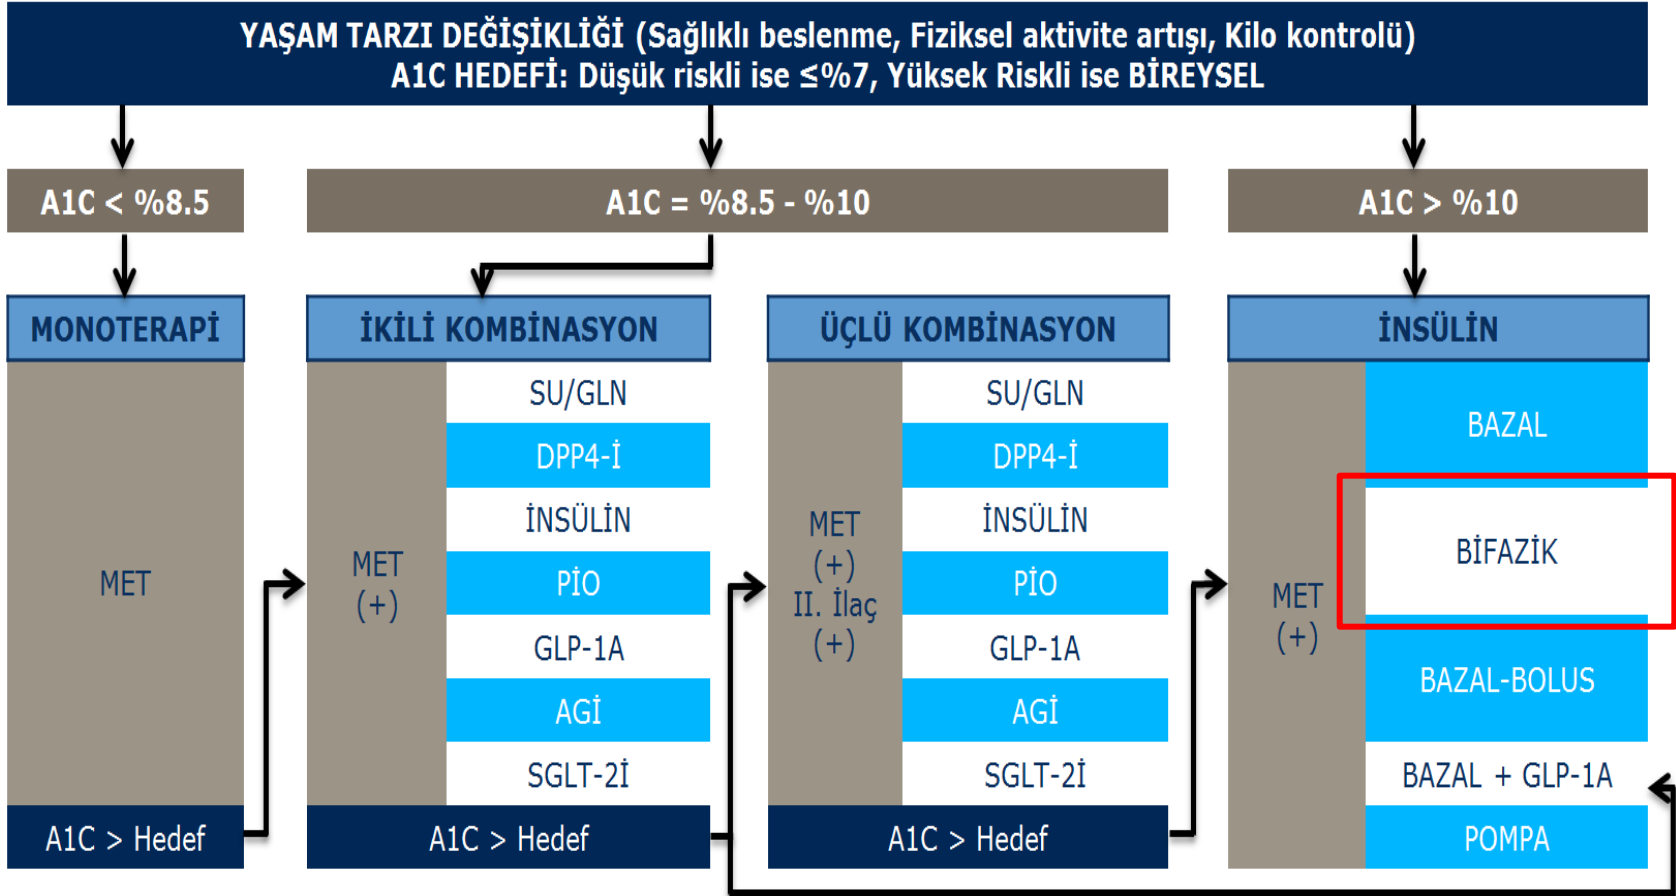 YAŞAM TARZI DEĞİŞİKLİĞİ (Sağlıklı beslenme, Fiziksel aktivite artışı, Kilo kontrolü)
A1C HEDEFİ: Düşük riskli ise ≤%7, Yüksek Riskli ise BİREYSEL
A1C < %8.5
A1C = %8.5 - %10
A1C > %10
MONOTERAPİ
MET
A1C > Hedef
İKİLİ KOMBİNASYON
MET
(+)
SU/GLN
DPP4-İ
İNSÜLİN
PİO
GLP-1A
AGİ
SGLT-2İ
A1C > Hedef
ÜÇLÜ KOMBİNASYON
MET
(+)
II. İlaç
(+)
SU/GLN
DPP4-İ
İNSÜLİN
PİO
GLP-1A
AGİ
SGLT-2İ
A1C > Hedef
İNSÜLİN
MET
(+)
BAZAL
BİFAZİK
BAZAL-BOLUS
BAZAL + GLP-1A
POMPA